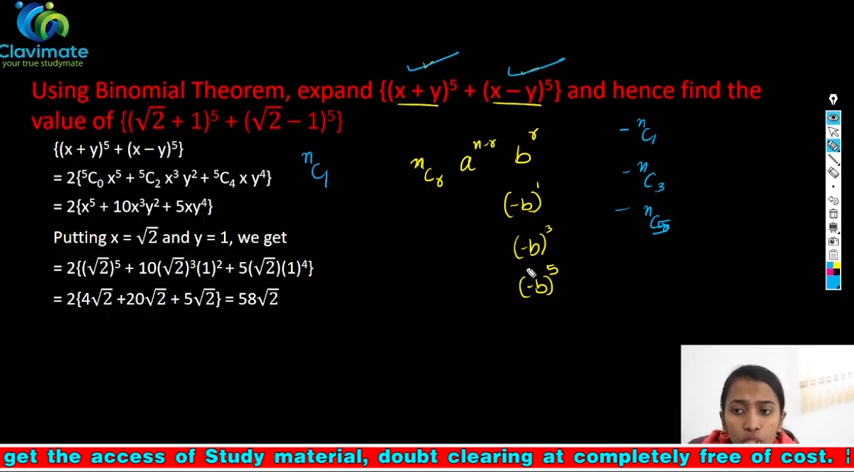 Clavimate
your true studymate
Using Binomial Theorem, expand {(x + y)⁵ + (x – y)⁵} and hence find the
value of {(√2 + 1)⁵ + (√2 – 1)⁵}
{(x + y)⁵ + (x – y)⁵}
= 2{⁵C₀ x⁵ + ⁵C₂ x³ y² + ⁵C₄ x y⁴}
= 2{x⁵ + 10x³y² + 5xy⁴}
Putting x = √2 and y = 1, we get
= 2{(√2)⁵ + 10(√2)³(1)² + 5(√2)(1)⁴}
= 2{4√2 +20√2 + 5√2} = 58√2
ⁿC₁
ⁿCᵣ aⁿ⁻ʳ bʳ
(-b)¹
(-b)³
(-b)⁵
– ⁿC₁
– ⁿC₃
– ⁿC₅
get the access of Study material, doubt clearing at completely free of cost.